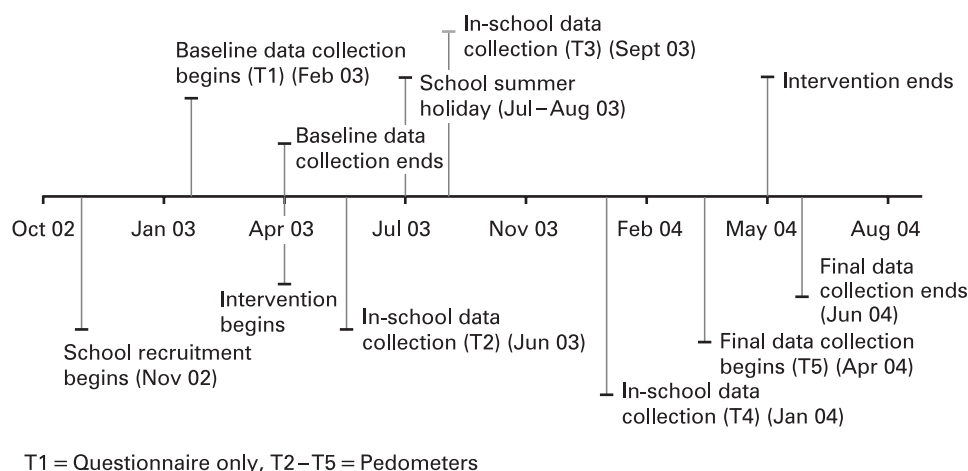 In-school data
collection (T3) (Sept 03)
Baseline data collection
begins (T1) (Feb 03)
School summer
holiday (Jul–Aug 03)
Intervention ends
Baseline data
collection ends
Oct 02 Jan 03 Apr 03 Jul 03 Nov 03 Feb 04 May 04 Aug 04
Intervention
begins
School recruitment
begins (Nov 02)
In-school data
collection (T2) (Jun 03)
Final data
collection ends
(Jun 04)
Final data collection
begins (T5) (Apr 04)
In-school data
collection (T4) (Jan 04)
T1 = Questionnaire only, T2–T5 = Pedometers